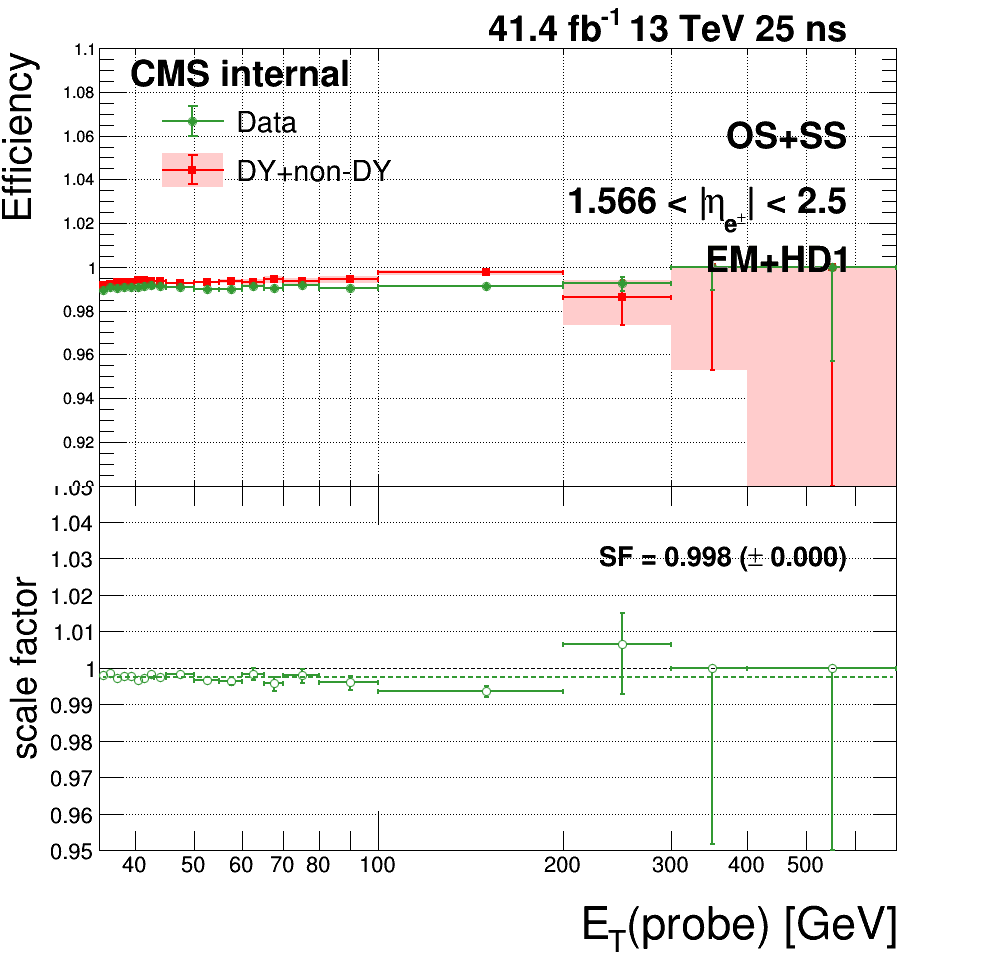 41.4 fb⁻¹ 13 TeV 25 ns
Efficiency
CMS internal
Data
DY+non-DY
OS+SS
1.566 < |η_e±| < 2.5
EM+HD1
1.1
1.08
1.06
1.04
1.02
1
0.98
0.96
0.94
0.92
scale factor
SF = 0.998 (± 0.000)
1.04
1.03
1.02
1.01
1
0.99
0.98
0.97
0.96
0.95
40 50 60 70 80 100 200 300 400 500
E_T(probe) [GeV]